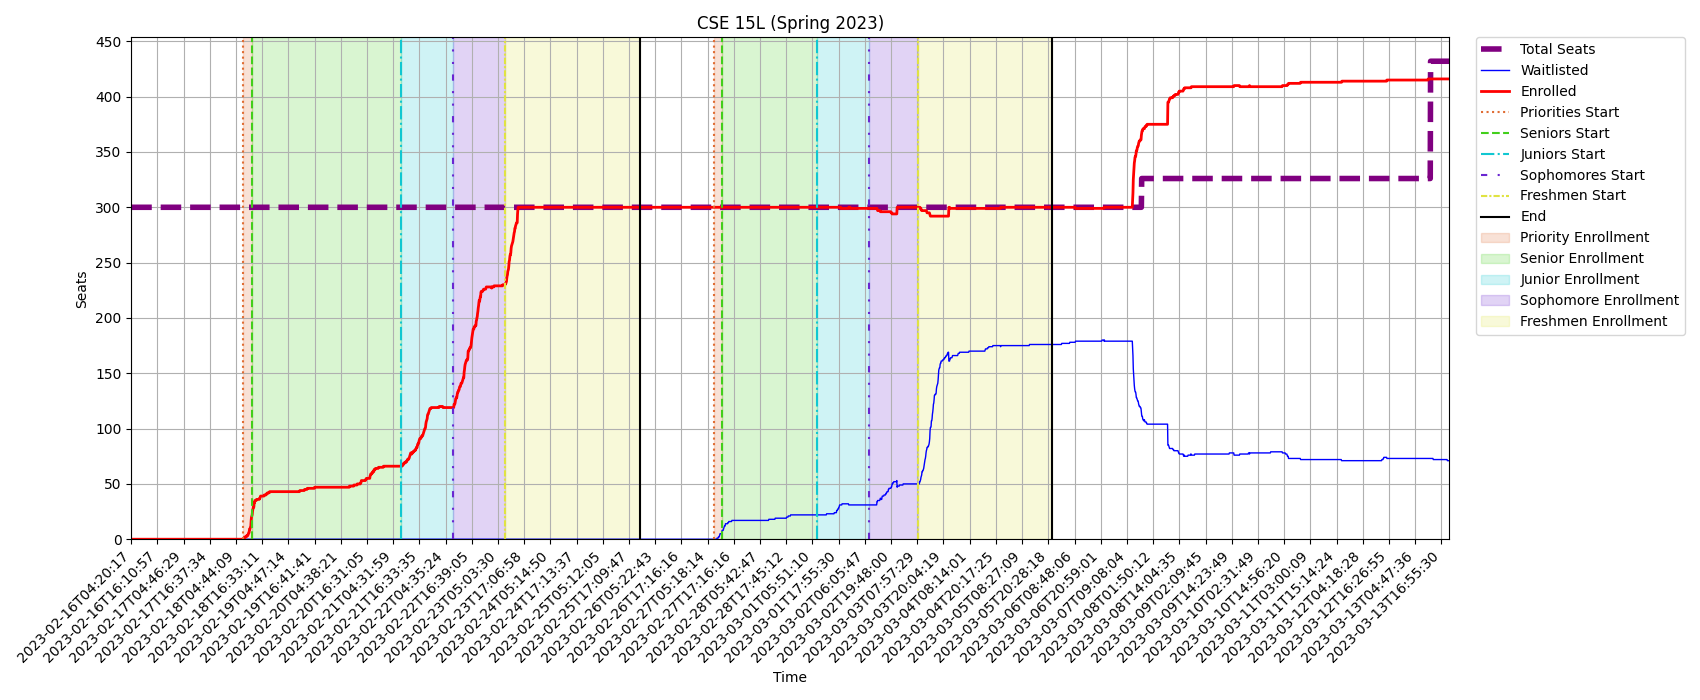 CSE 15L (Spring 2023)
450
400
350
300
250
200
150
100
50
0
Seats
2023-02-16T04:20:17
2023-02-16T16:10:57
2023-02-17T04:46:29
2023-02-17T16:37:34
2023-02-18T04:44:09
2023-02-18T16:33:11
2023-02-19T04:47:14
2023-02-19T16:41:41
2023-02-20T04:38:21
2023-02-20T16:31:05
2023-02-21T04:31:59
2023-02-21T16:33:35
2023-02-22T04:35:24
2023-02-22T16:39:05
2023-02-23T05:03:30
2023-02-23T17:06:58
2023-02-24T05:14:50
2023-02-24T17:13:37
2023-02-25T05:12:05
2023-02-25T17:09:47
2023-02-26T05:22:43
2023-02-26T17:16:16
2023-02-27T05:18:14
2023-02-27T17:16:16
2023-02-28T05:42:47
2023-02-28T17:45:12
2023-03-01T05:51:10
2023-03-01T17:55:30
2023-03-02T06:05:47
2023-03-02T19:48:00
2023-03-03T07:57:29
2023-03-03T20:04:19
2023-03-04T08:14:01
2023-03-04T20:17:25
2023-03-05T08:27:09
2023-03-05T20:28:18
2023-03-06T08:48:06
2023-03-06T20:59:01
2023-03-07T09:08:04
2023-03-08T01:50:12
2023-03-08T14:04:35
2023-03-09T02:09:45
2023-03-09T14:23:49
2023-03-10T02:31:49
2023-03-10T14:56:20
2023-03-11T03:00:09
2023-03-11T15:14:24
2023-03-12T04:18:28
2023-03-12T16:26:55
2023-03-13T04:47:36
2023-03-13T16:55:30
Time
Total Seats
Waitlisted
Enrolled
Priorities Start
Seniors Start
Juniors Start
Sophomores Start
Freshmen Start
End
Priority Enrollment
Senior Enrollment
Junior Enrollment
Sophomore Enrollment
Freshmen Enrollment